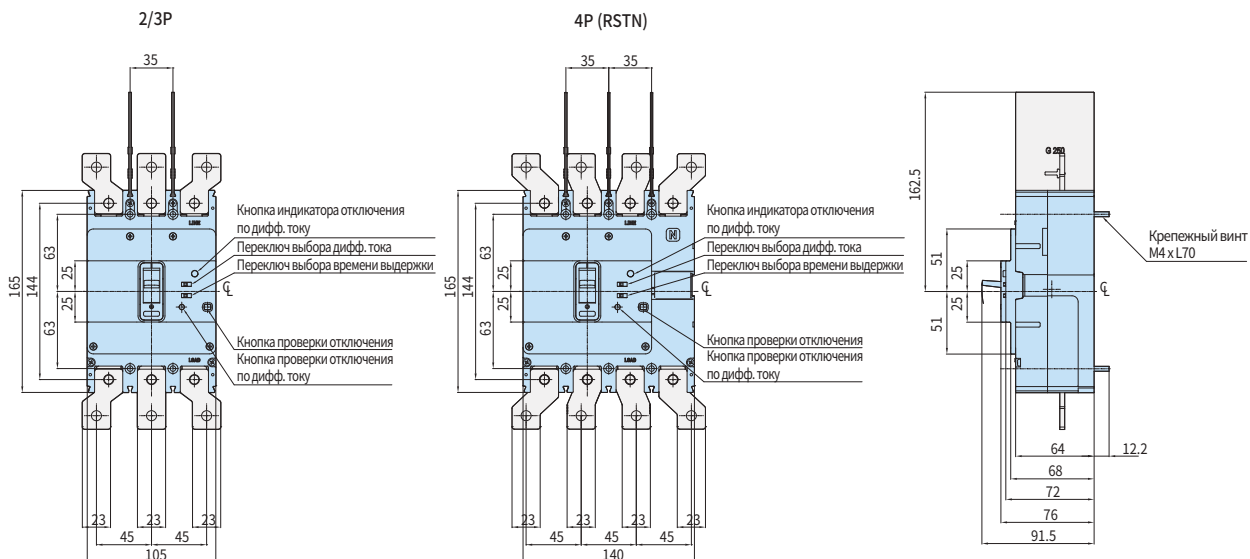 2/3P
35
LINE
Кнопка индикатора отключения
по дифф. току
Переключ выбора дифф. тока
Переключ выбора времени выдержки
165
144
63
25
25
63
℄
Кнопка проверки отключения
Кнопка проверки отключения
по дифф. току
LOAD
23
23
23
45
45
105
4P (RSTN)
35
35
LINE
N
Кнопка индикатора отключения
по дифф. току
Переключ выбора дифф. тока
Переключ выбора времени выдержки
165
144
63
25
25
63
℄
Кнопка проверки отключения
Кнопка проверки отключения
по дифф. току
LOAD
23
23
23
23
45
45
45
140
G 250
162.5
Крепежный винт
M4 x L70
51
25
25
51
℄
64
12.2
68
72
76
91.5